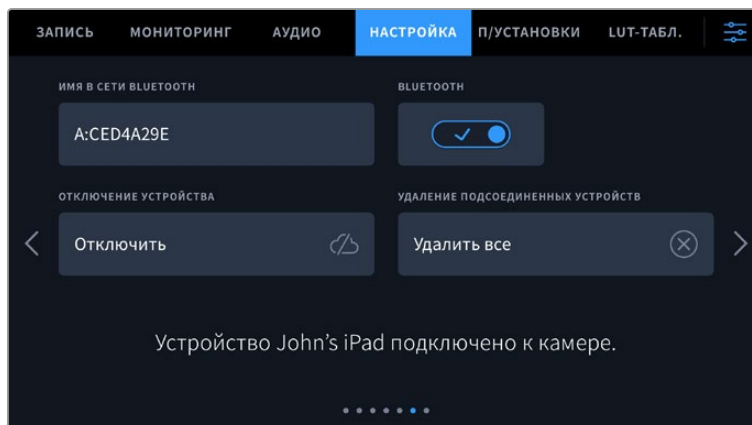 ЗАПИСЬ МОНИТОРИНГ АУДИО НАСТРОЙКА П/УСТАНОВКИ LUT-ТАБЛ.
ИМЯ В СЕТИ BLUETOOTH BLUETOOTH
A:CED4A29E
ОТКЛЮЧЕНИЕ УСТРОЙСТВА УДАЛЕНИЕ ПОДСОЕДИНЕННЫХ УСТРОЙСТВ
Отключить Удалить все
Устройство John’s iPad подключено к камере.